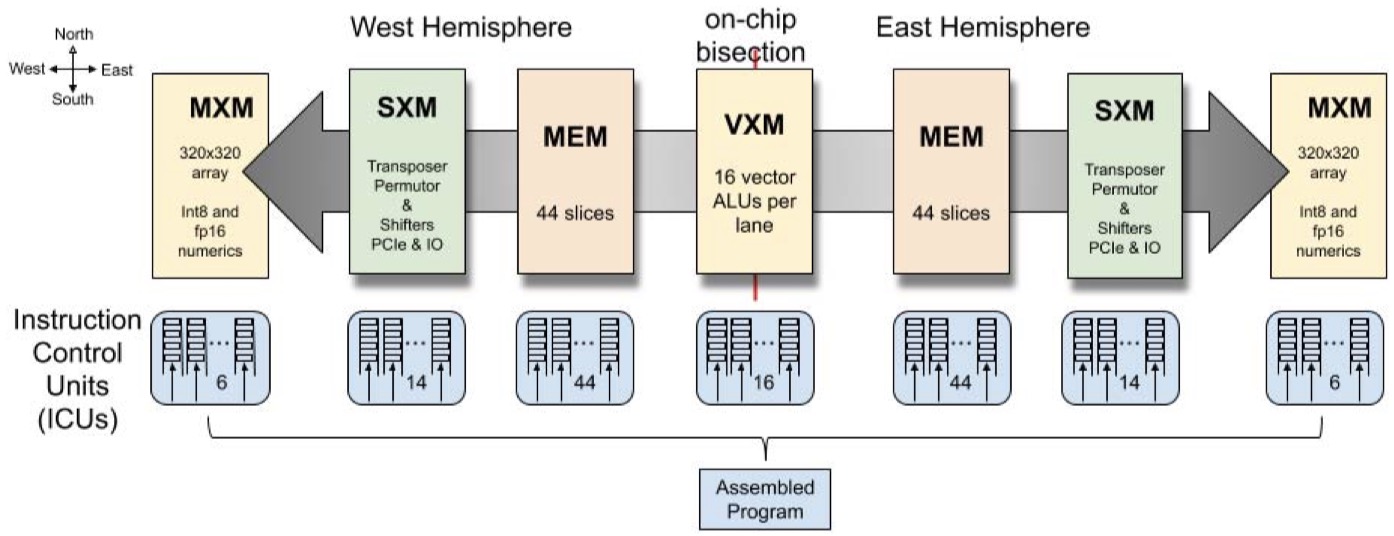 West Hemisphere
on-chip
bisection
East Hemisphere
North
West
East
South
MXM
320x320
array
Int8 and
fp16
numerics
SXM
Transposer
Permutor
&
Shifters
PCIe & IO
MEM
44 slices
VXM
16 vector
ALUs per
lane
MEM
44 slices
SXM
Transposer
Permutor
&
Shifters
PCIe & IO
MXM
320x320
array
Int8 and
fp16
numerics
Instruction
Control
Units
(ICUs)
... 6
... 14
... 44
... 16
... 44
... 14
... 6
Assembled
Program